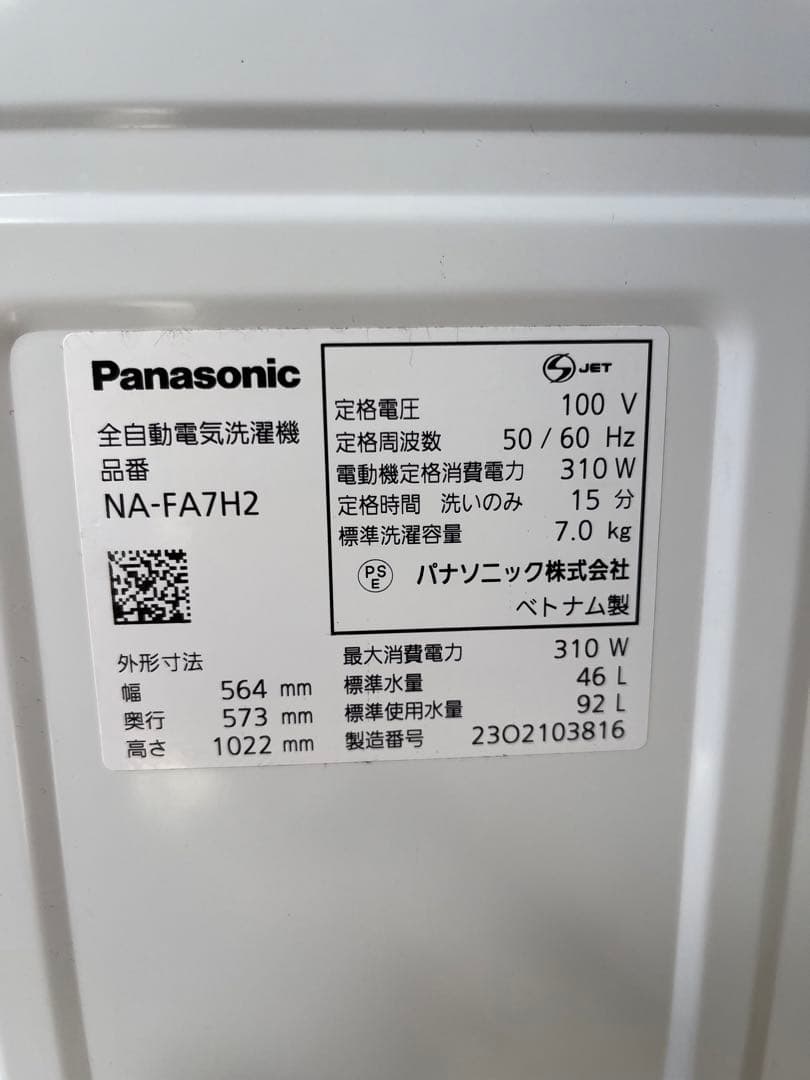 Panasonic
全自動電気洗濯機
品番
NA-FA7H2
外形寸法
幅 564 mm
奥行 573 mm
高さ 1022 mm
JET
定格電圧 100 V
定格周波数 50 / 60 Hz
電動機定格消費電力 310 W
定格時間 洗いのみ 15 分
標準洗濯容量 7.0 kg
PSE パナソニック株式会社
ベトナム製
最大消費電力 310 W
標準水量 46 L
標準使用水量 92 L
製造番号 23O2103816